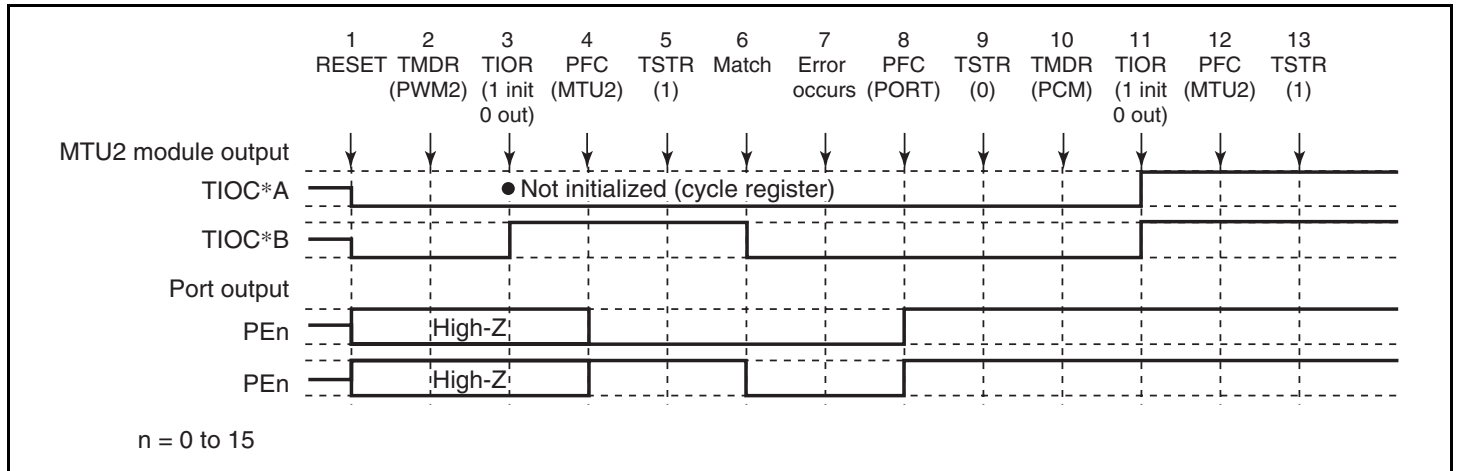 1 2 3 4 5 6 7 8 9 10 11 12 13
RESET TMDR TIOR PFC TSTR Match Error PFC TSTR TMDR TIOR PFC TSTR
(PWM2) (1 init (MTU2) (1) occurs (PORT) (0) (PCM) (1 init (MTU2) (1)
0 out) 0 out)
MTU2 module output
TIOC*A ● Not initialized (cycle register)
TIOC*B
Port output
PEn High-Z
PEn High-Z
n = 0 to 15